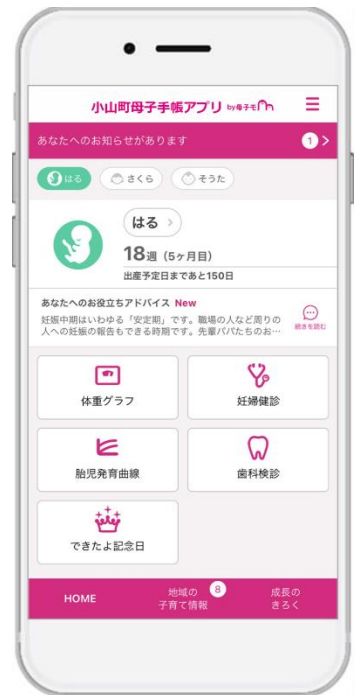 小山町母子手帳アプリ by母子モ
あなたへのお知らせがあります 1
はる さくら そうた
はる
18週 (5ヶ月目)
出産予定日まであと150日
あなたへのお役立ちアドバイス New
妊娠中期はいわゆる「安定期」です。職場の人など周りの
人への妊娠の報告もできる時期です。先輩パパたちのお…
続きを読む
体重グラフ
妊婦健診
胎児発育曲線
歯科検診
できたよ記念日
HOME
地域の 8
子育て情報
成長の
きろく